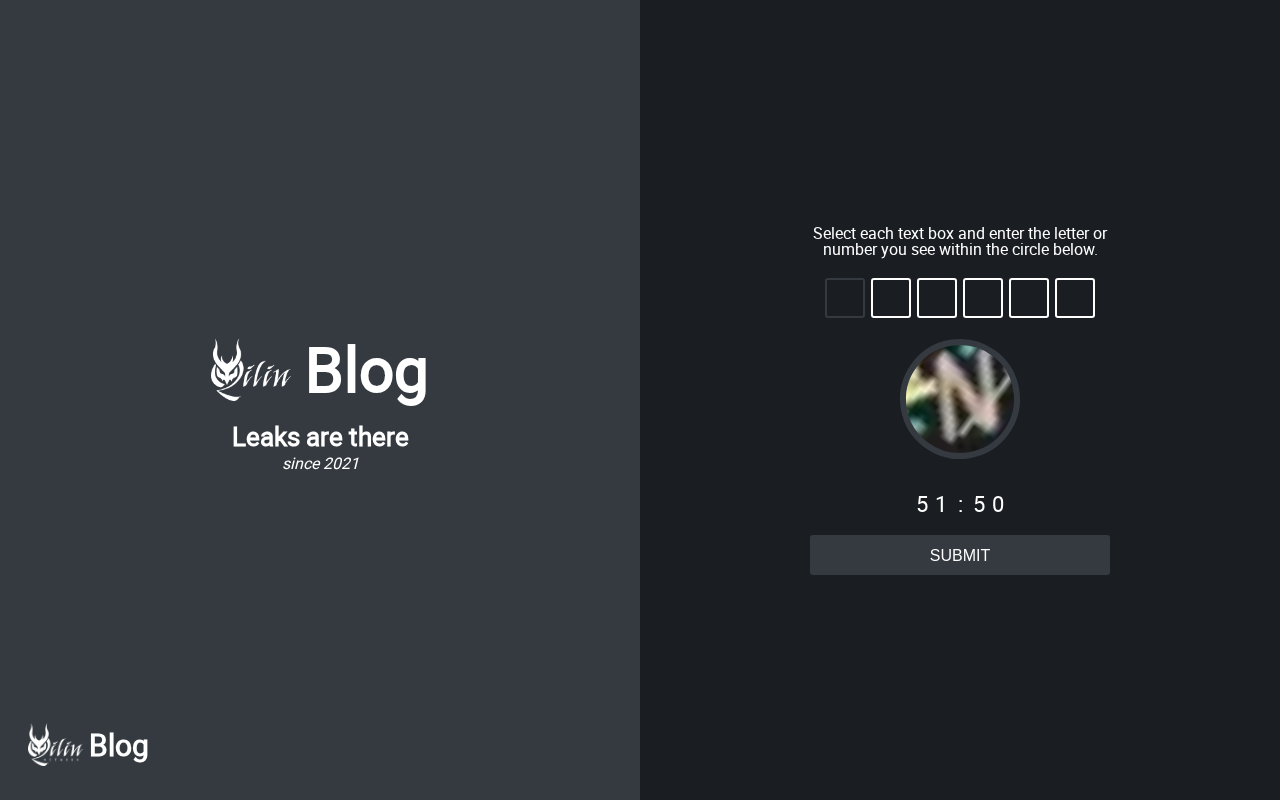 Select each text box and enter the letter or
number you see within the circle below.
N
51:50
SUBMIT
Qilin Blog
Leaks are there
since 2021
Qilin Blog